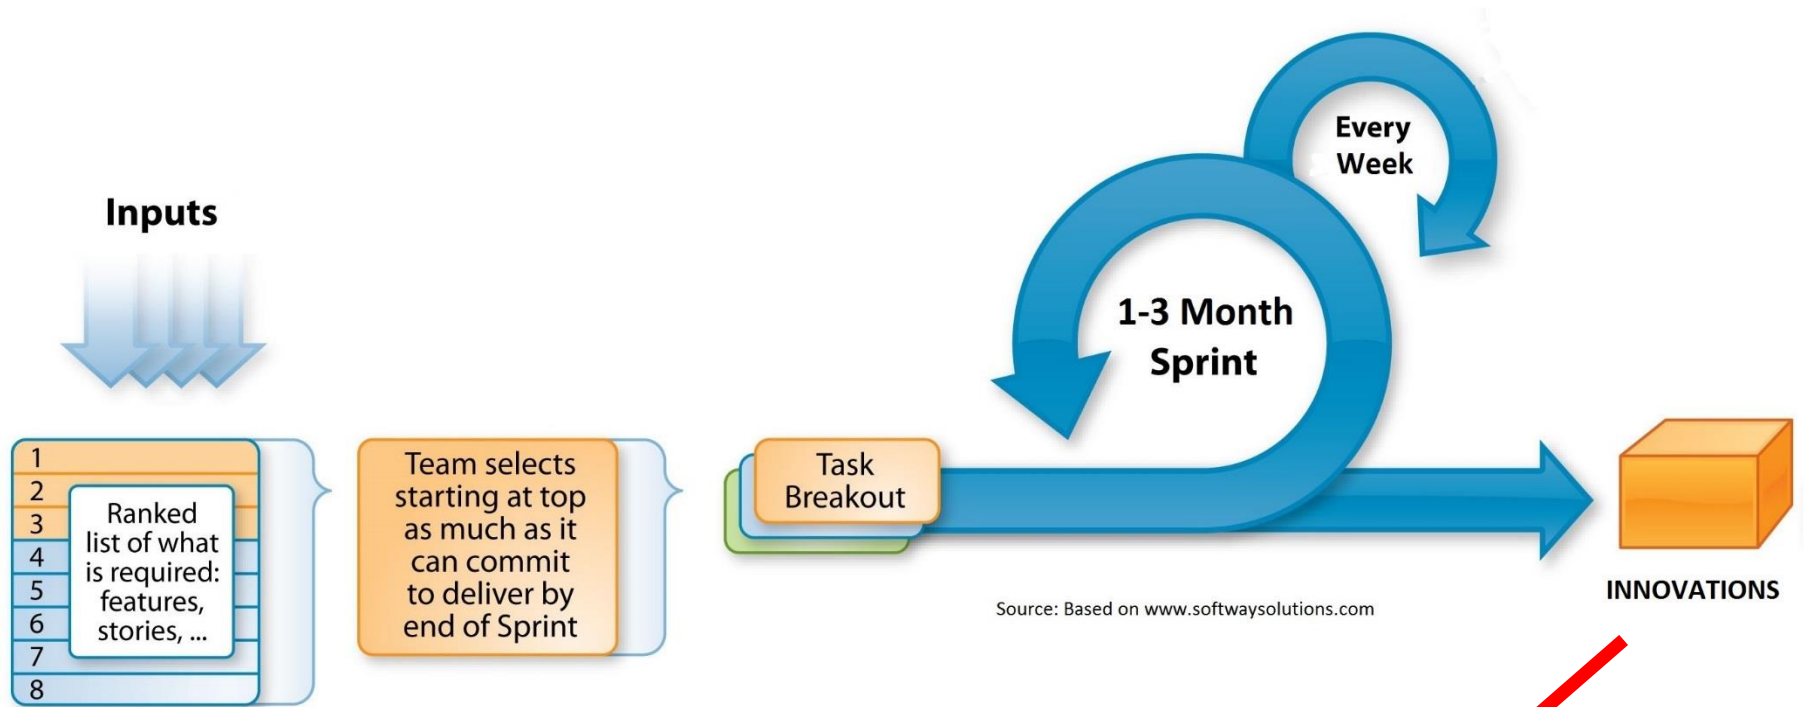 Inputs
1
2
3
4
5
6
7
8
Ranked
list of what
is required:
features,
stories, ...
Team selects
starting at top
as much as it
can commit
to deliver by
end of Sprint
Task
Breakout
1-3 Month
Sprint
Every
Week
INNOVATIONS
Source: Based on www.softwaysolutions.com